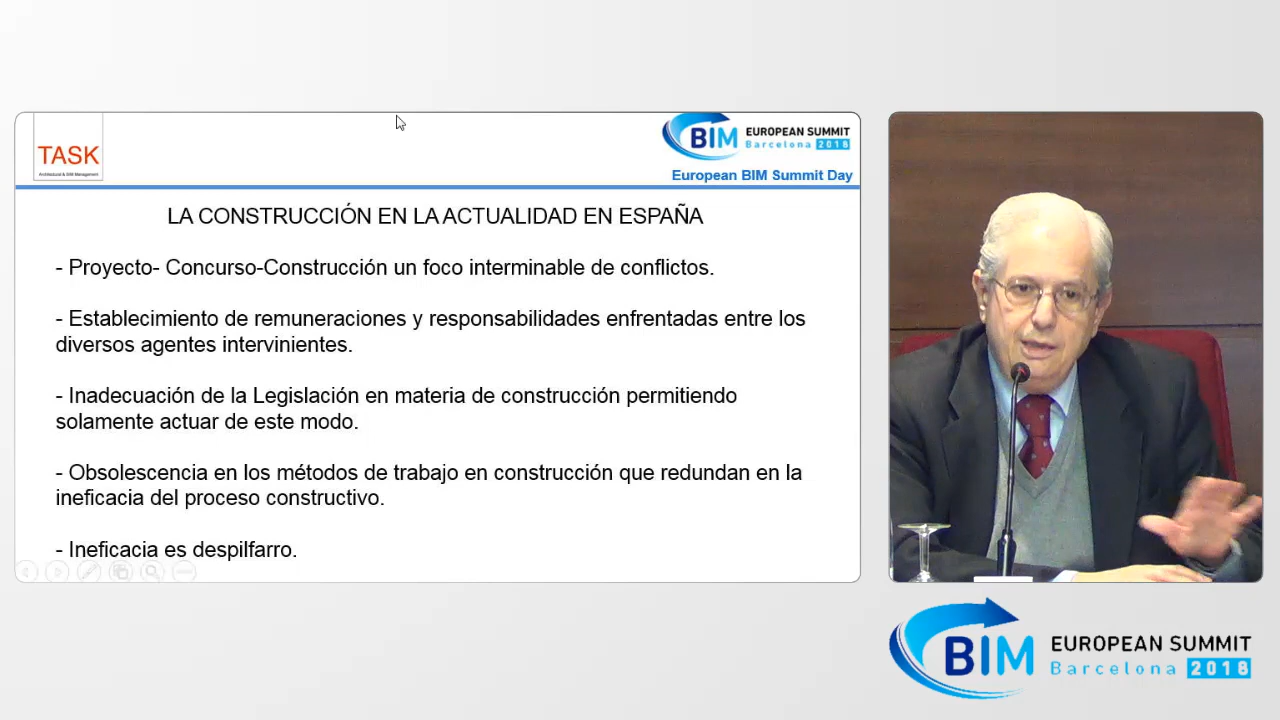 TASK
Architectural & BIM Management
BIM EUROPEAN SUMMIT
Barcelona 2018
European BIM Summit Day
LA CONSTRUCCIÓN EN LA ACTUALIDAD EN ESPAÑA
- Proyecto- Concurso-Construcción un foco interminable de conflictos.
- Establecimiento de remuneraciones y responsabilidades enfrentadas entre los
diversos agentes intervinientes.
- Inadecuación de la Legislación en materia de construcción permitiendo
solamente actuar de este modo.
- Obsolescencia en los métodos de trabajo en construcción que redundan en la
ineficacia del proceso constructivo.
- Ineficacia es despilfarro.
BIM EUROPEAN SUMMIT
Barcelona 2018